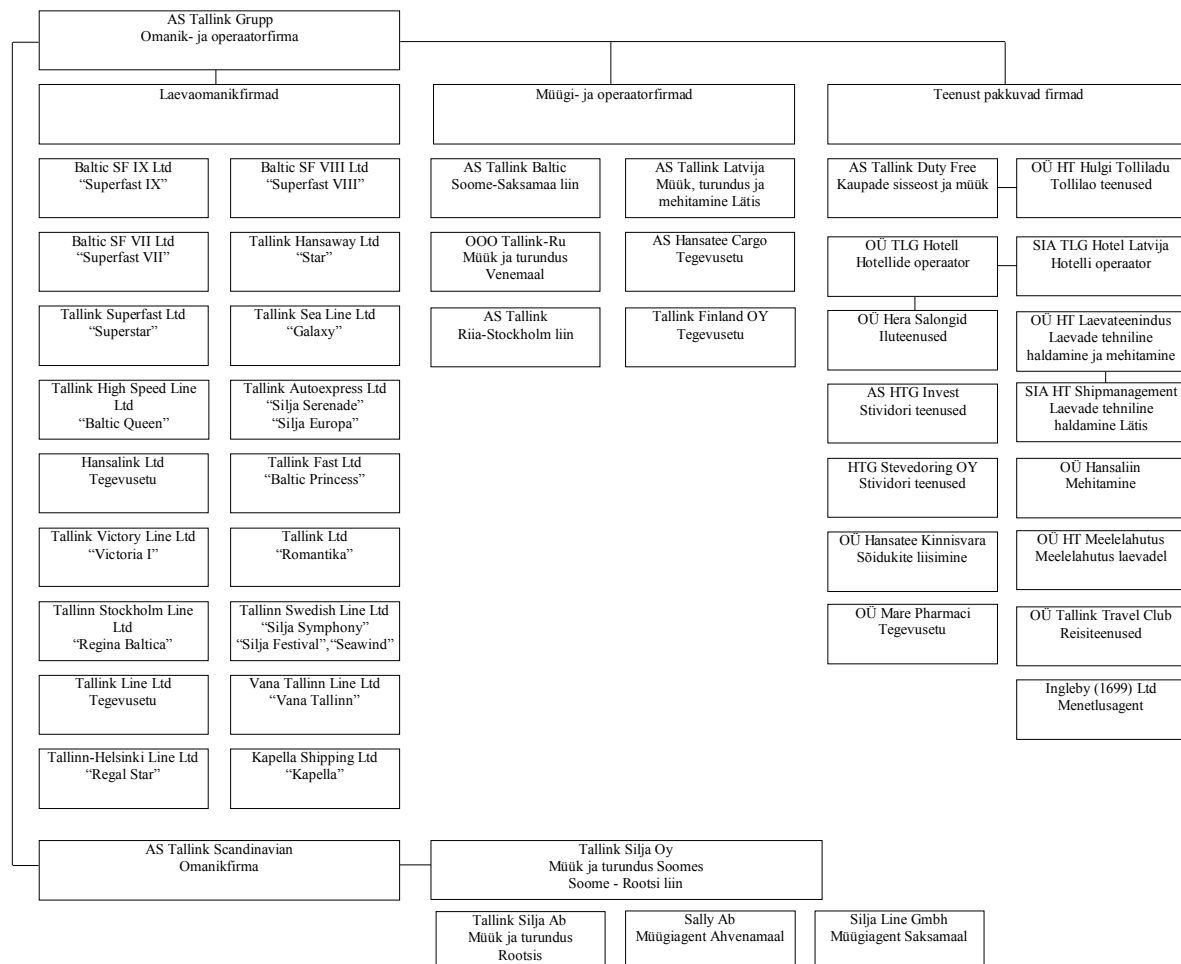 AS Tallink Grupp
Omanik- ja operaatorfirma
Laevaomanikfirmad
Müügi- ja operaatorfirmad
Teenust pakkuvad firmad
Baltic SF IX Ltd
“Superfast IX”
Baltic SF VIII Ltd
“Superfast VIII”
AS Tallink Baltic
Soome-Saksamaa liin
AS Tallink Latvija
Müük, turundus ja
mehitamine Lätis
AS Tallink Duty Free
Kaupade sisseost ja müük
OÜ HT Hulgi Tolliladu
Tollilao teenused
Baltic SF VII Ltd
“Superfast VII”
Tallink Hansaway Ltd
“Star”
OOO Tallink-Ru
Müük ja turundus
Venemaal
AS Hansatee Cargo
Tegevusetu
OÜ TLG Hotell
Hotellide operaator
SIA TLG Hotel Latvija
Hotelli operaator
Tallink Superfast Ltd
“Superstar”
Tallink Sea Line Ltd
“Galaxy”
AS Tallink
Riia-Stockholm liin
Tallink Finland OY
Tegevusetu
OÜ Hera Salongid
Iluteenused
OÜ HT Laevateenindus
Laevade tehniline
haldamine ja mehitamine
Tallink High Speed Line
Ltd
“Baltic Queen”
Tallink Autoexpress Ltd
“Silja Serenade”
“Silja Europa”
AS HTG Invest
Stividori teenused
SIA HT Shipmanagement
Laevade tehniline
haldamine Lätis
Hansalink Ltd
Tegevusetu
Tallink Fast Ltd
“Baltic Princess”
HTG Stevedoring OY
Stividori teenused
OÜ Hansaliin
Mehitamine
Tallink Victory Line Ltd
“Victoria I”
Tallink Ltd
“Romantika”
OÜ Hansatee Kinnisvara
Sõidukite liisimine
OÜ HT Meelelahutus
Meelelahutus laevadel
Tallinn Stockholm Line
Ltd
“Regina Baltica”
Tallinn Swedish Line Ltd
“Silja Symphony”
“Silja Festival”,“Seawind”
OÜ Mare Pharmaci
Tegevusetu
OÜ Tallink Travel Club
Reisiteenused
Tallink Line Ltd
Tegevusetu
Vana Tallinn Line Ltd
“Vana Tallinn”
Ingleby (1699) Ltd
Menetlusagent
Tallinn-Helsinki Line Ltd
“Regal Star”
Kapella Shipping Ltd
“Kapella”
AS Tallink Scandinavian
Omanikfirma
Tallink Silja Oy
Müük ja turundus Soomes
Soome - Rootsi liin
Tallink Silja Ab
Müük ja turundus
Rootsis
Sally Ab
Müügiagent Ahvenamaal
Silja Line Gmbh
Müügiagent Saksamaal